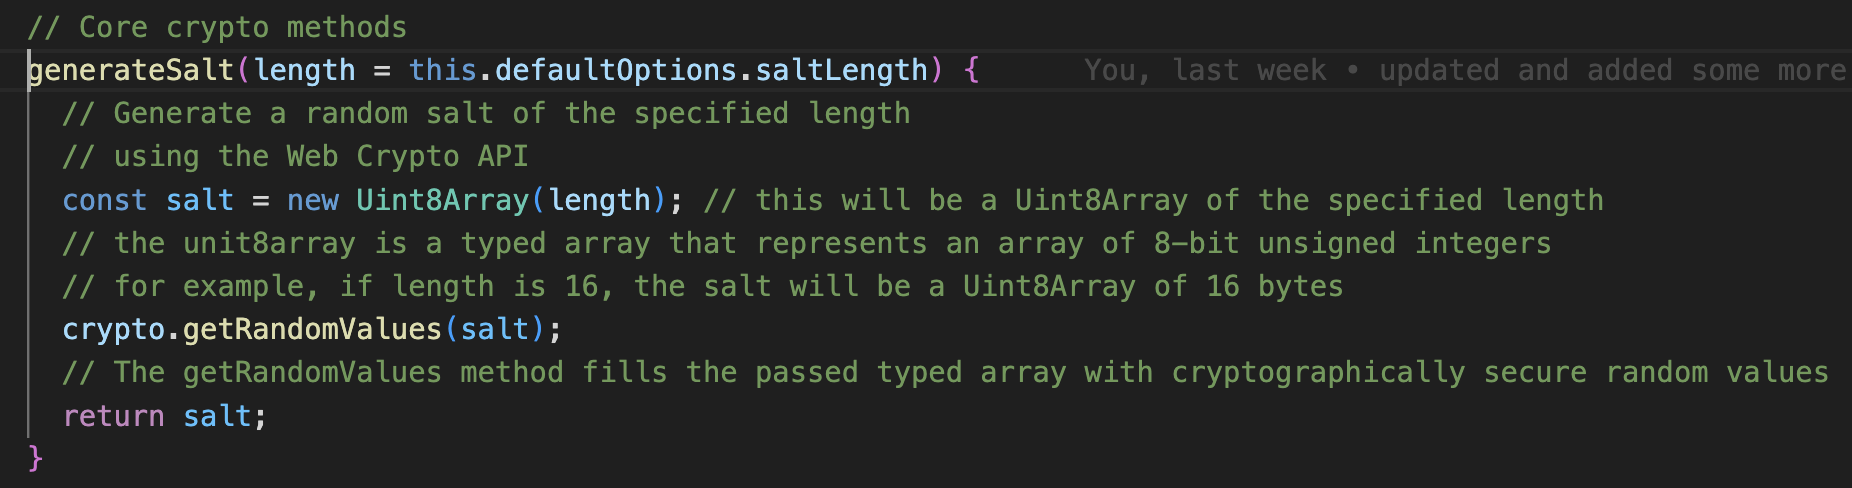 // Core crypto methods
generateSalt(length = this.defaultOptions.saltLength) { You, last week • updated and added some more
// Generate a random salt of the specified length
// using the Web Crypto API
const salt = new Uint8Array(length); // this will be a Uint8Array of the specified length
// the unit8array is a typed array that represents an array of 8-bit unsigned integers
// for example, if length is 16, the salt will be a Uint8Array of 16 bytes
crypto.getRandomValues(salt);
// The getRandomValues method fills the passed typed array with cryptographically secure random values
return salt;
}